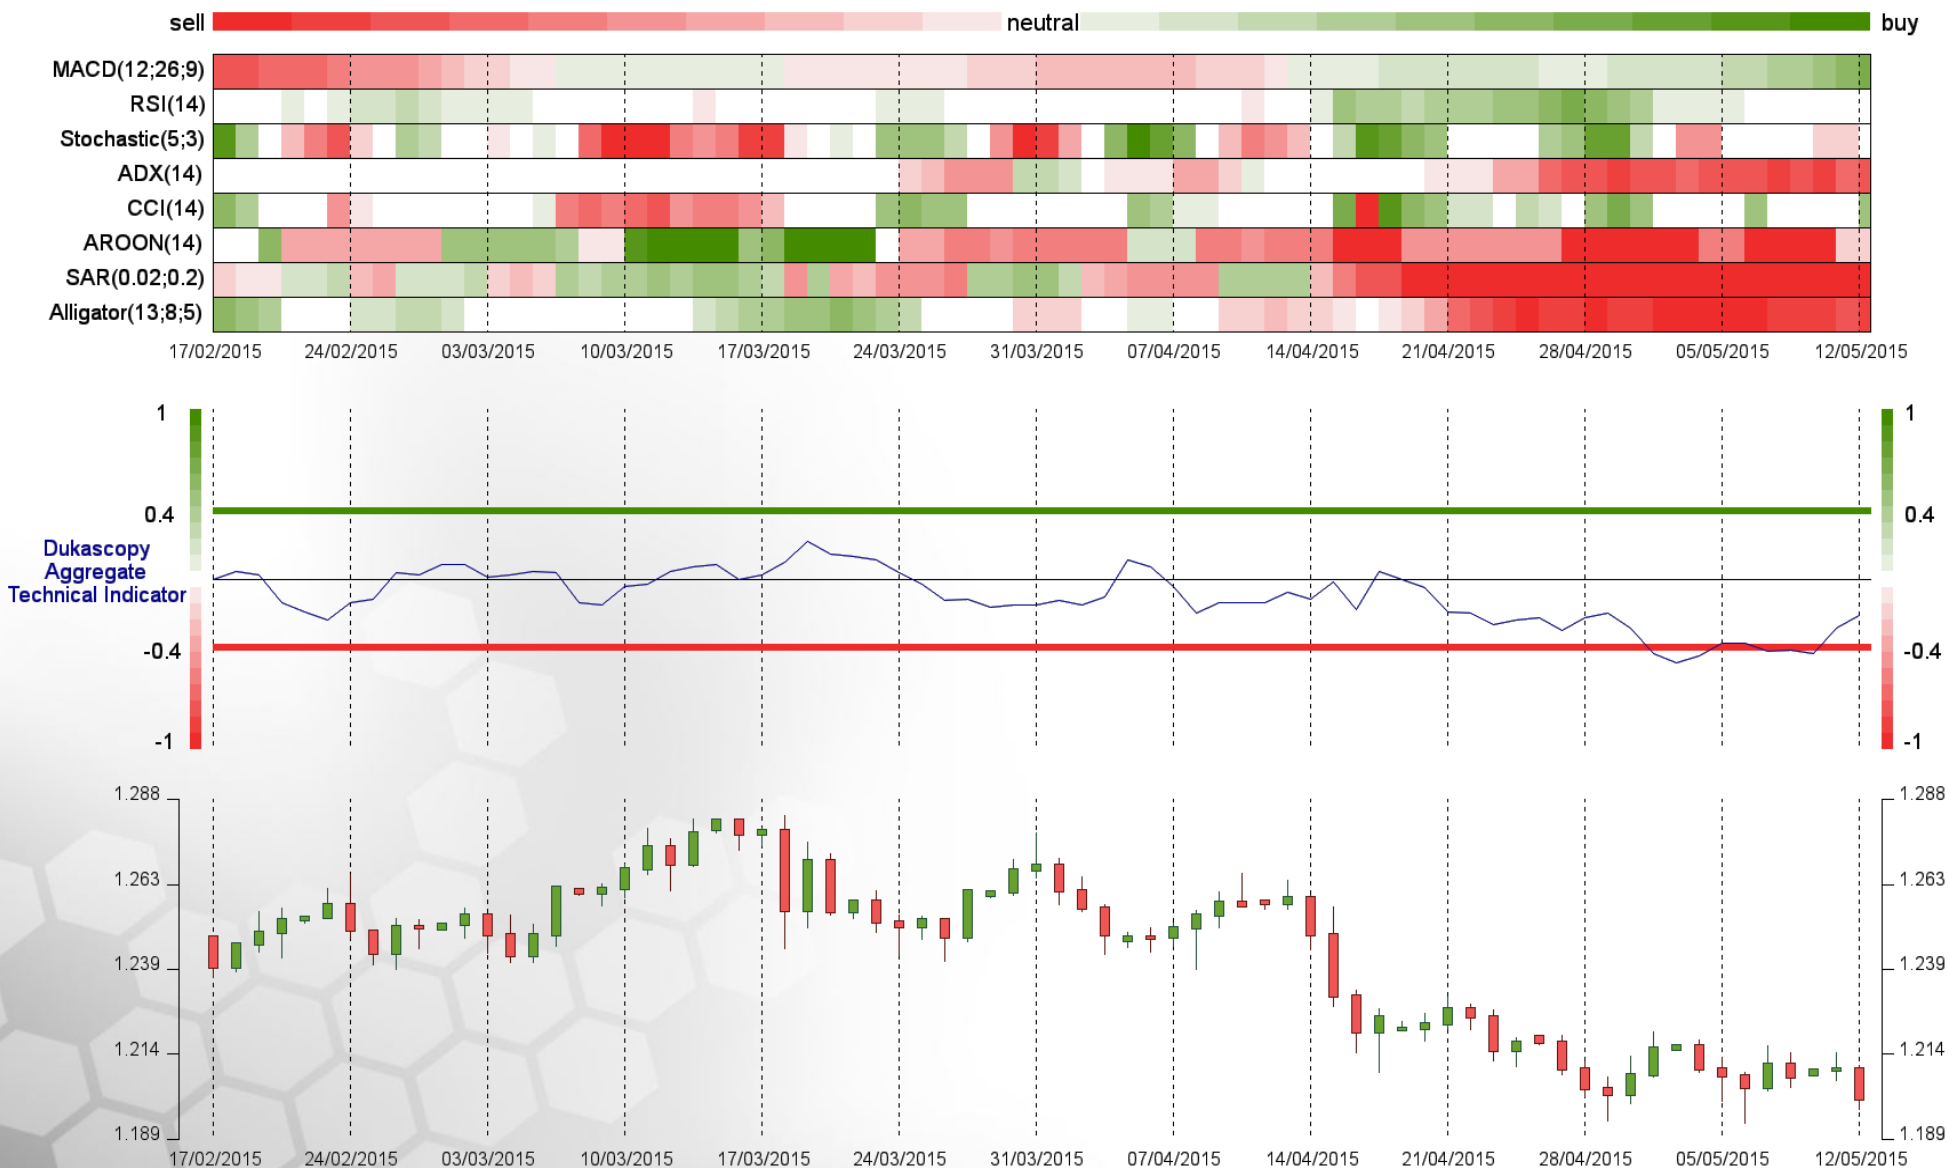 sell neutral buy
MACD(12;26;9)
RSI(14)
Stochastic(5;3)
ADX(14)
CCI(14)
AROON(14)
SAR(0.02;0.2)
Alligator(13;8;5)
17/02/2015 24/02/2015 03/03/2015 10/03/2015 17/03/2015 24/03/2015 31/03/2015 07/04/2015 14/04/2015 21/04/2015 28/04/2015 05/05/2015 12/05/2015
1 1
0.4 0.4
Dukascopy
Aggregate
Technical Indicator
-0.4 -0.4
-1 -1
1.288 1.288
1.263 1.263
1.239 1.239
1.214 1.214
1.189 1.189
17/02/2015 24/02/2015 03/03/2015 10/03/2015 17/03/2015 24/03/2015 31/03/2015 07/04/2015 14/04/2015 21/04/2015 28/04/2015 05/05/2015 12/05/2015